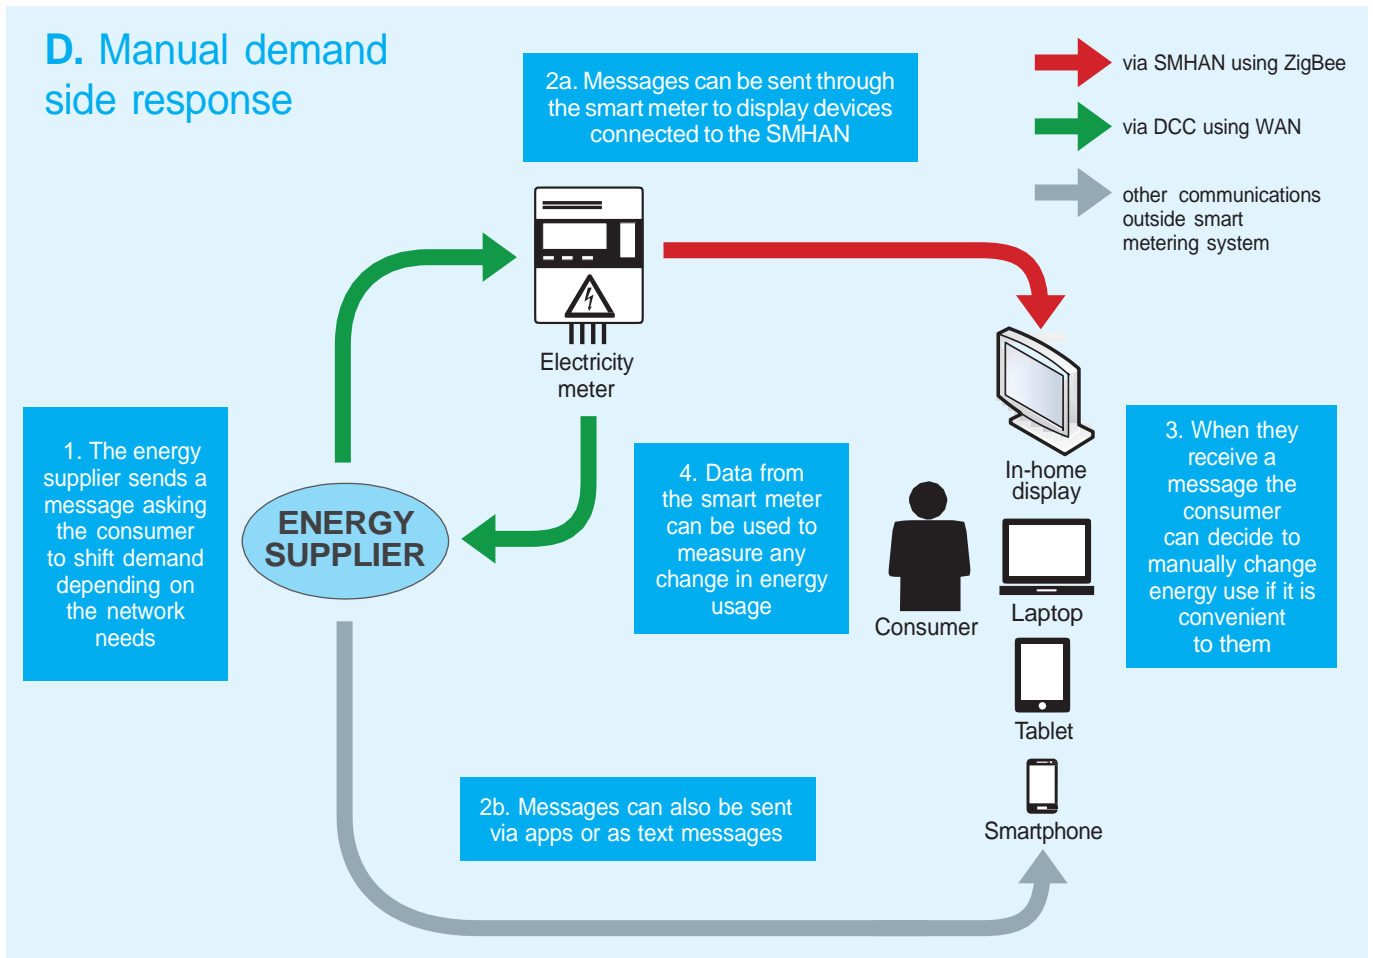 D. Manual demand
side response
2a. Messages can be sent through
the smart meter to display devices
connected to the SMHAN
via SMHAN using ZigBee
via DCC using WAN
other communications
outside smart
metering system
Electricity
meter
1. The energy
supplier sends a
message asking
the consumer
to shift demand
depending on
the network
needs
ENERGY
SUPPLIER
4. Data from
the smart meter
can be used to
measure any
change in energy
usage
Consumer
In-home
display
Laptop
Tablet
Smartphone
3. When they
receive a
message the
consumer
can decide to
manually change
energy use if it is
convenient
to them
2b. Messages can also be sent
via apps or as text messages